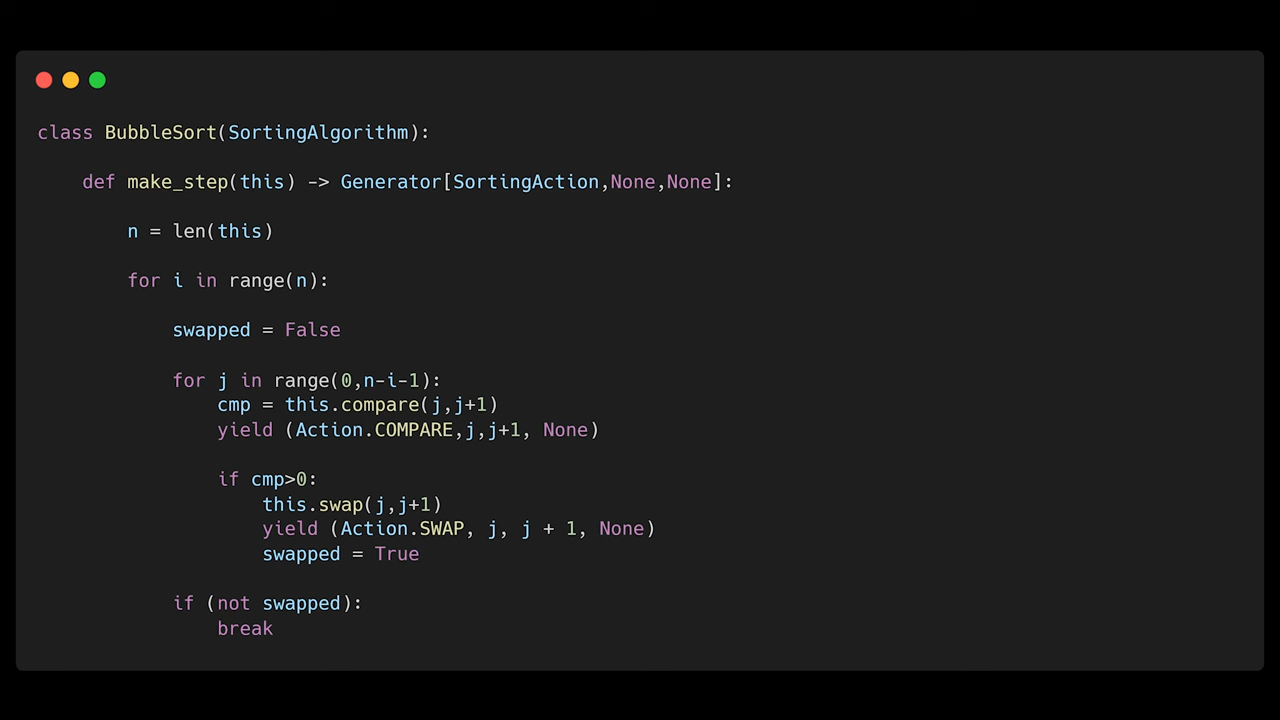 class BubbleSort(SortingAlgorithm):
def make_step(this) -> Generator[SortingAction,None,None]:
n = len(this)
for i in range(n):
swapped = False
for j in range(0,n-i-1):
cmp = this.compare(j,j+1)
yield (Action.COMPARE,j,j+1, None)
if cmp>0:
this.swap(j,j+1)
yield (Action.SWAP, j, j + 1, None)
swapped = True
if (not swapped):
break